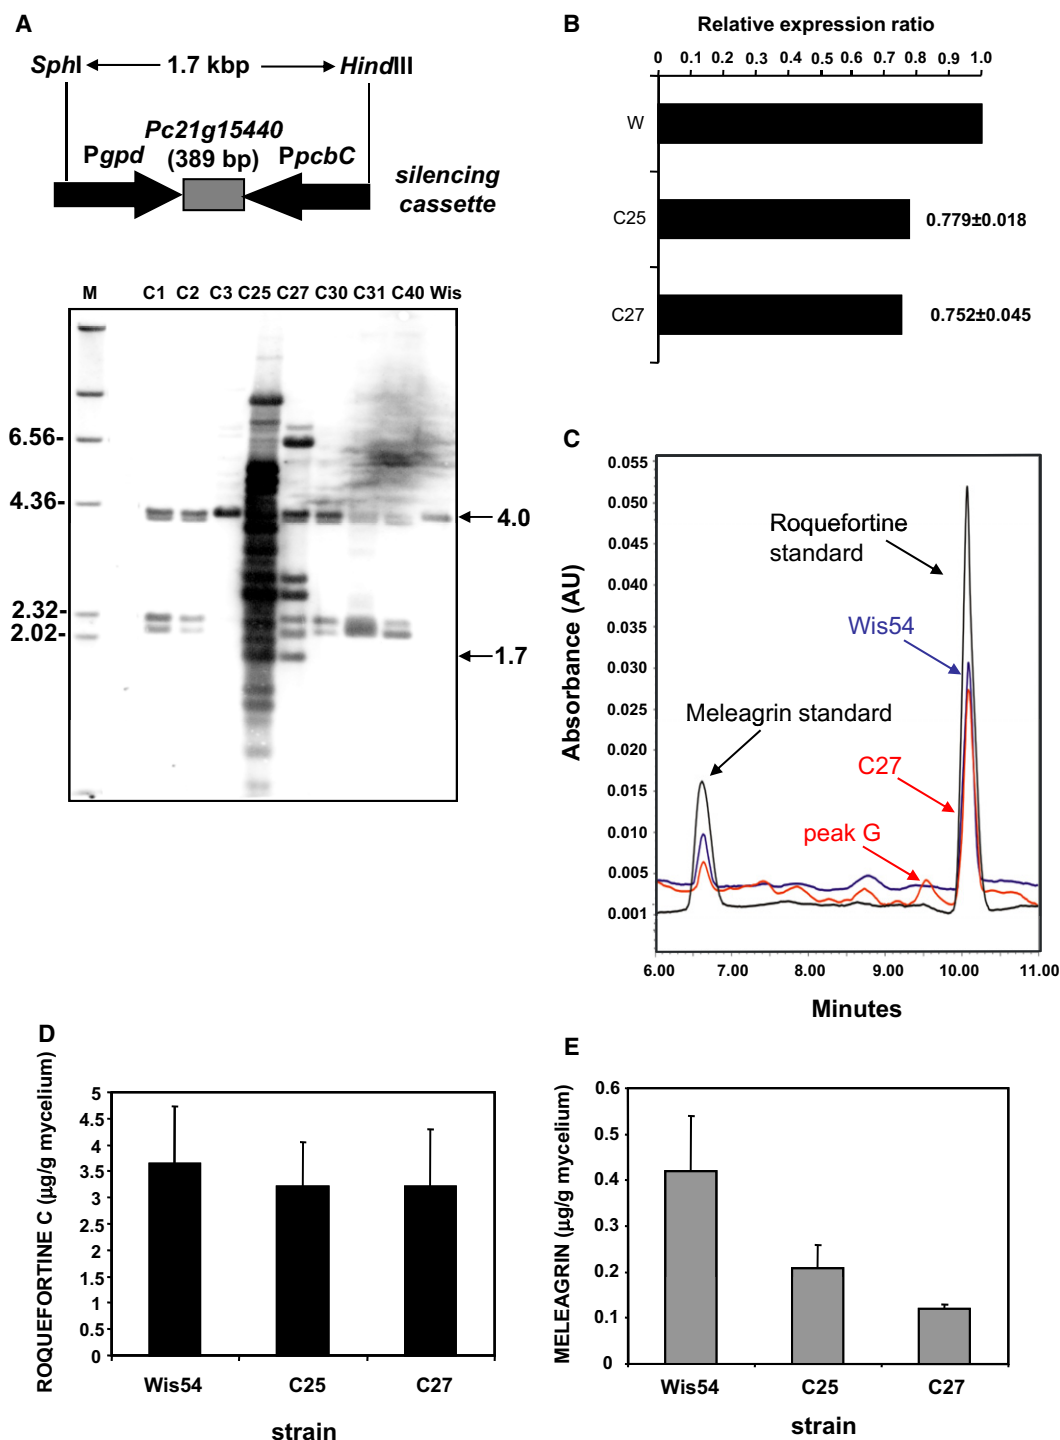 A
SphI 1.7 kbp HindIII
Pc21g15440
Pgpd (389 bp) PpcbC
silencing
cassette
M C1 C2 C3 C25 C27 C30 C31 C40 Wis
6.56-
4.36-
4.0
2.32-
2.02-
1.7
B
Relative expression ratio
0 0.1 0.2 0.3 0.4 0.5 0.6 0.7 0.8 0.9 1.0
W
C25 0.779±0.018
C27 0.752±0.045
C
Absorbance (AU)
0.055
0.050
0.045
0.040
0.035
0.030
0.025
0.020
0.015
0.010
0.005
0.001
Roquefortine
standard
Wis54
Meleagrin standard
C27
peak G
6.00 7.00 8.00 9.00 10.00 11.00
Minutes
D
ROQUEFORTINE C (µg/g mycelium)
5
4.5
4
3.5
3
2.5
2
1.5
1
0.5
0
Wis54 C25 C27
strain
E
MELEAGRIN (µg/g mycelium)
0.6
0.5
0.4
0.3
0.2
0.1
0
Wis54 C25 C27
strain